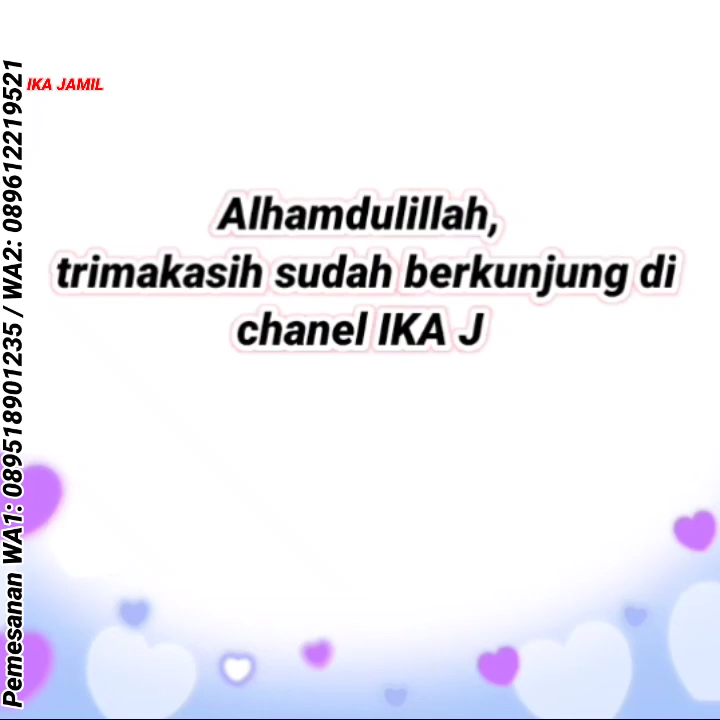 IKA JAMIL
Alhamdulillah,
trimakasih sudah berkunjung di
chanel IKA J
Pemesanan WA1: 089518901235 / WA2: 089612219521